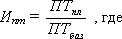 Ипт = ПТпл / ПТбаз , где